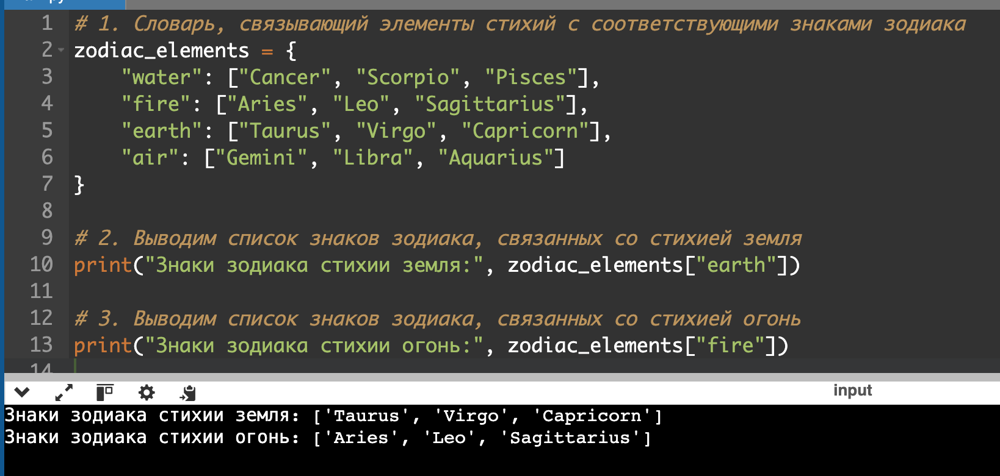 1 # 1. Словарь, связывающий элементы стихий с соответствующими знаками зодиака
2 zodiac_elements = {
3 "water": ["Cancer", "Scorpio", "Pisces"],
4 "fire": ["Aries", "Leo", "Sagittarius"],
5 "earth": ["Taurus", "Virgo", "Capricorn"],
6 "air": ["Gemini", "Libra", "Aquarius"]
7 }
8
9 # 2. Выводим список знаков зодиака, связанных со стихией земля
10 print("Знаки зодиака стихии земля:", zodiac_elements["earth"])
11
12 # 3. Выводим список знаков зодиака, связанных со стихией огонь
13 print("Знаки зодиака стихии огонь:", zodiac_elements["fire"])
14
input
Знаки зодиака стихии земля: ['Taurus', 'Virgo', 'Capricorn']
Знаки зодиака стихии огонь: ['Aries', 'Leo', 'Sagittarius']